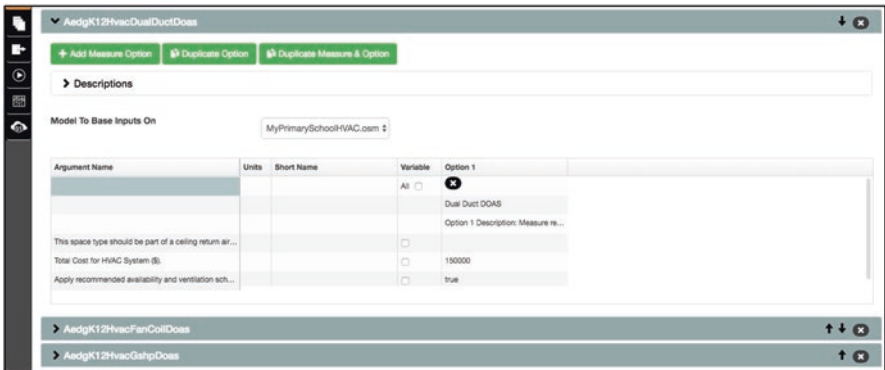 AedgK12HvacDualDuctDoas
+ Add Measure Option Duplicate Option Duplicate Measure & Option
Descriptions
Model To Base Inputs On
MyPrimarySchoolHVAC.osm
Argument Name Units Short Name Variable Option 1
All
Dual Duct DOAS
Option 1 Description: Measure re...
This space type should be part of a ceiling return air...
Total Cost for HVAC System ($). 150000
Apply recommended availability and ventilation sch... true
AedgK12HvacFanCoilDoas
AedgK12HvacGshpDoas